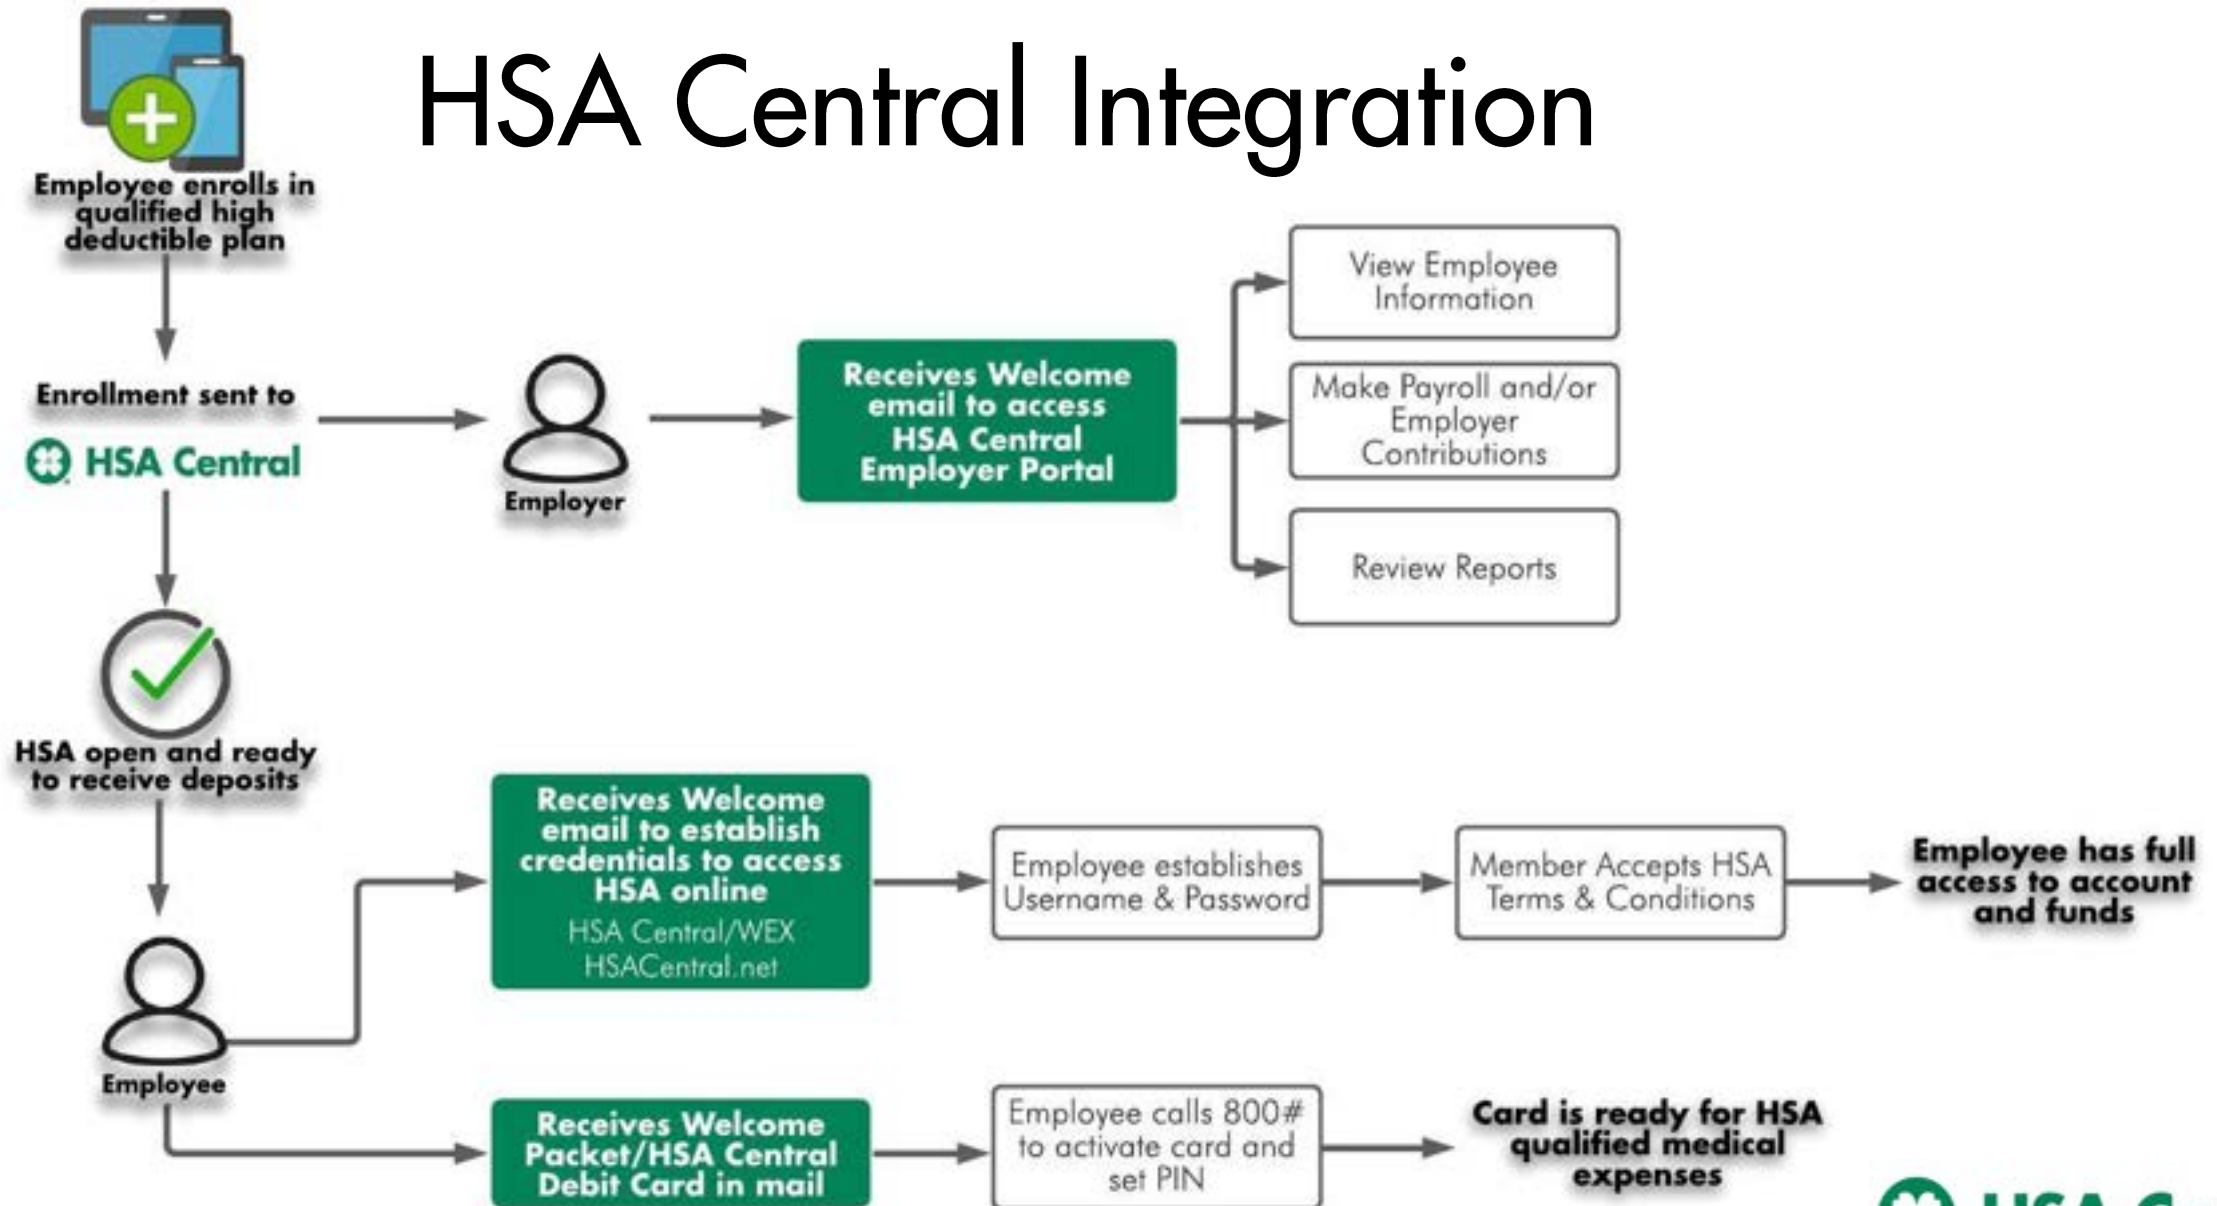 HSA Central Integration
Employee enrolls in
qualified high
deductible plan
Enrollment sent to
HSA Central
Employer
Receives Welcome
email to access
HSA Central
Employer Portal
View Employee
Information
Make Payroll and/or
Employer
Contributions
Review Reports
HSA open and ready
to receive deposits
Employee
Receives Welcome
email to establish
credentials to access
HSA online
HSA Central/WEX
HSACentral.net
Employee establishes
Username & Password
Member Accepts HSA
Terms & Conditions
Employee has full
access to account
and funds
Receives Welcome
Packet/HSA Central
Debit Card in mail
Employee calls 800#
to activate card and
set PIN
Card is ready for HSA
qualified medical
expenses